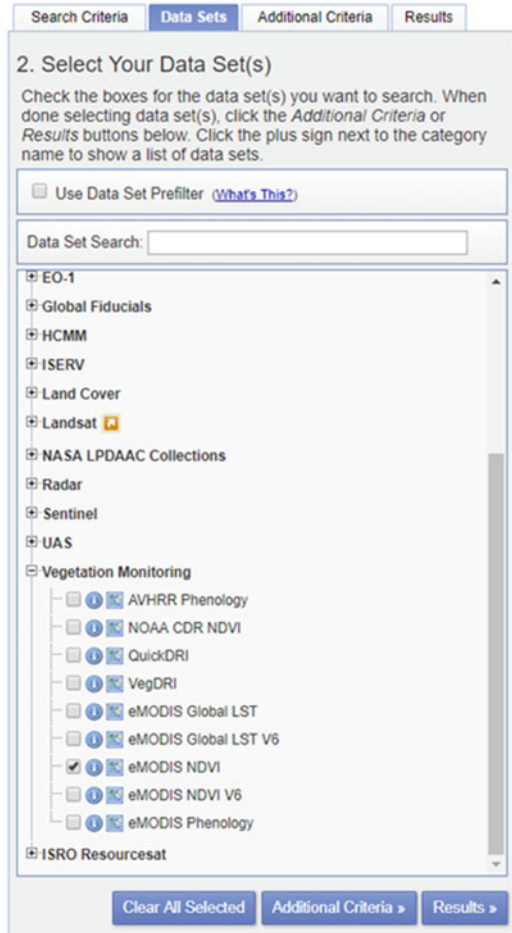 Search Criteria Data Sets Additional Criteria Results
2. Select Your Data Set(s)
Check the boxes for the data set(s) you want to search. When
done selecting data set(s), click the Additional Criteria or
Results buttons below. Click the plus sign next to the category
name to show a list of data sets.
Use Data Set Prefilter (What's This?)
Data Set Search:
EO-1
Global Fiducials
HCMM
ISERV
Land Cover
Landsat
NASA LPDAAC Collections
Radar
Sentinel
UAS
Vegetation Monitoring
AVHRR Phenology
NOAA CDR NDVI
QuickDRI
VegDRI
eMODIS Global LST
eMODIS Global LST V6
eMODIS NDVI
eMODIS NDVI V6
eMODIS Phenology
ISRO Resourcesat
Clear All Selected Additional Criteria » Results »